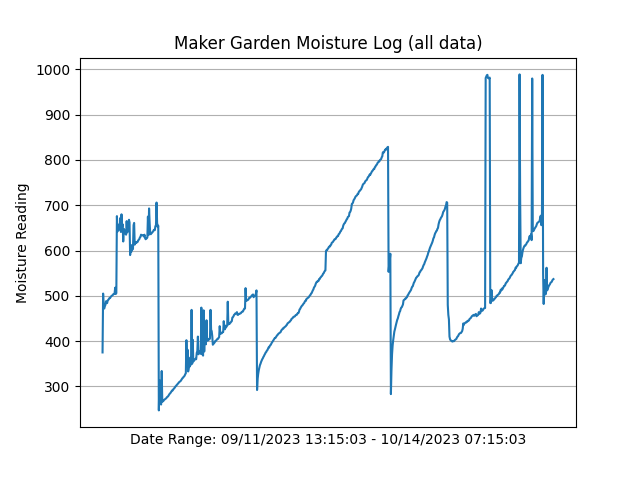 Maker Garden Moisture Log (all data)
1000
900
800
700
600
500
400
300
Moisture Reading
Date Range: 09/11/2023 13:15:03 - 10/14/2023 07:15:03